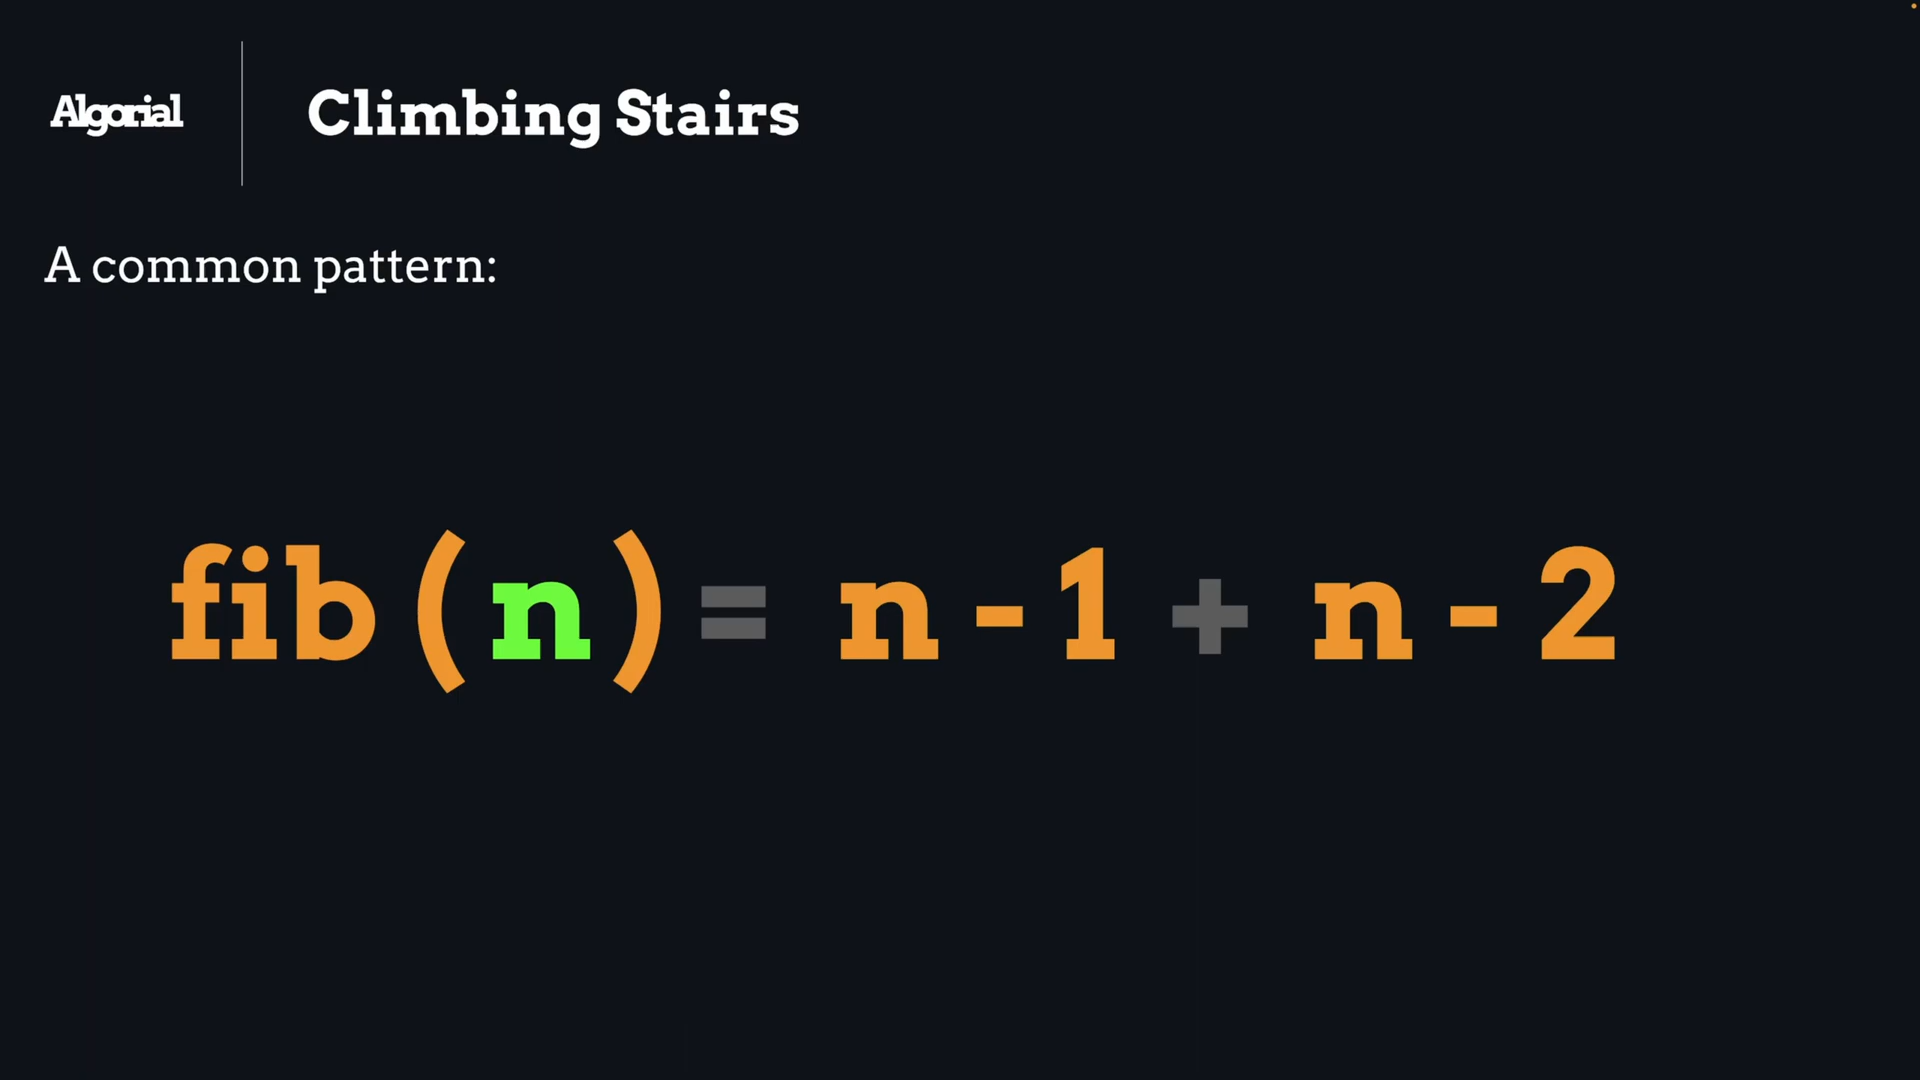 Algorial
Climbing Stairs
A common pattern:
fib(n) = n-1 + n-2